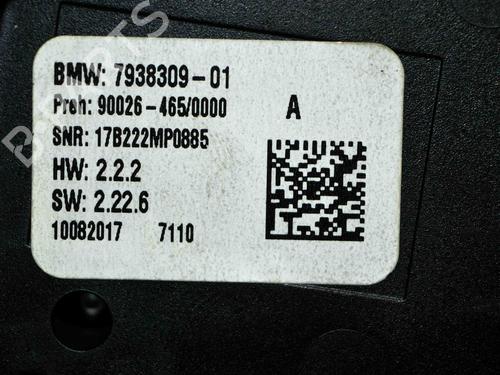 BMW: 7938309-01
Preh: 90026-465/0000
A
SNR: 17B222MP0885
HW: 2.2.2
SW: 2.22.6
10082017 7110